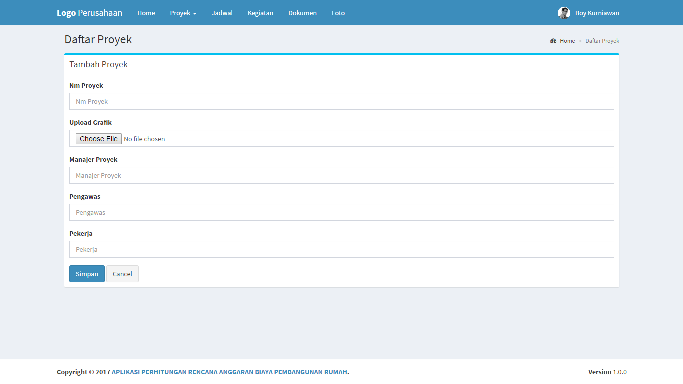 Logo Perusahaan Home Proyek Jadwal Kegiatan Dokumen Foto Roy Kurniawan
Daftar Proyek
Home > Daftar Proyek
Tambah Proyek
Nm Proyek
Nm Proyek
Upload Grafik
Choose File No file chosen
Manajer Proyek
Manajer Proyek
Pengawas
Pengawas
Pekerja
Pekerja
Simpan Cancel
Copyright © 2017 APLIKASI PERHITUNGAN RENCANA ANGGARAN BIAYA PEMBANGUNAN RUMAH.
Version 1.0.0